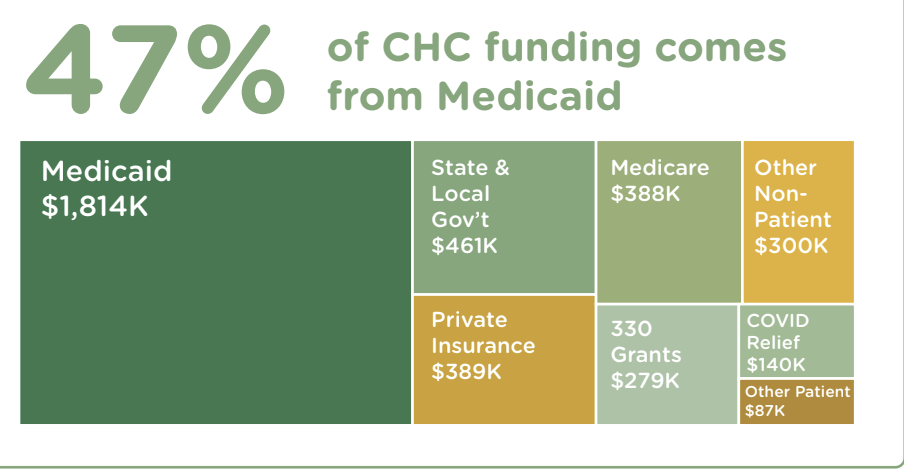 47%
of CHC funding comes
from Medicaid
Medicaid
$1,814K
State &
Local
Gov't
$461K
Private
Insurance
$389K
Medicare
$388K
330
Grants
$279K
Other
Non-
Patient
$300K
COVID
Relief
$140K
Other Patient
$87K